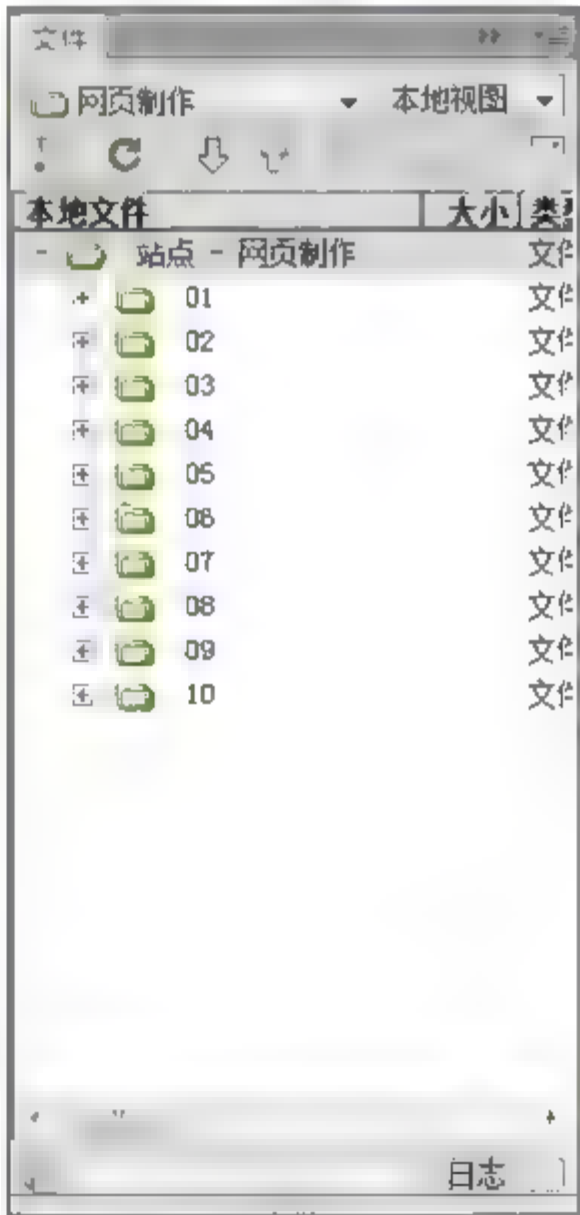 文件
网页制作 本地视图
本地文件 大小 类型
站点 - 网页制作 文件
01 文件
02 文件
03 文件
04 文件
05 文件
06 文件
07 文件
08 文件
09 文件
10 文件
日志